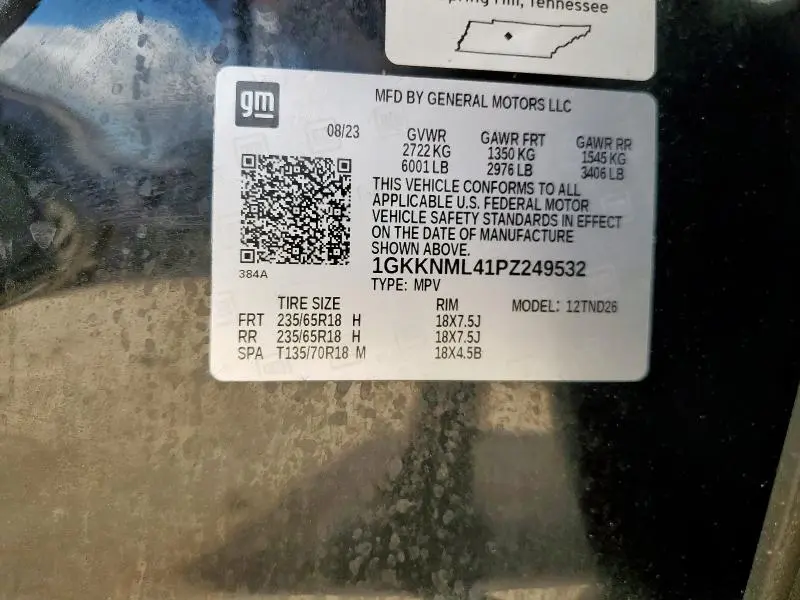 Spring Hill, Tennessee
gm
MFD BY GENERAL MOTORS LLC
08/23
GVWR GAWR FRT GAWR RR
2722 KG 1350 KG 1545 KG
6001 LB 2976 LB 3406 LB
THIS VEHICLE CONFORMS TO ALL
APPLICABLE U.S. FEDERAL MOTOR
VEHICLE SAFETY STANDARDS IN EFFECT
ON THE DATE OF MANUFACTURE
SHOWN ABOVE.
384A
1GKKNML41PZ249532
TYPE: MPV
TIRE SIZE RIM MODEL: 12TND26
FRT 235/65R18 H 18X7.5J
RR 235/65R18 H 18X7.5J
SPA T135/70R18 M 18X4.5B